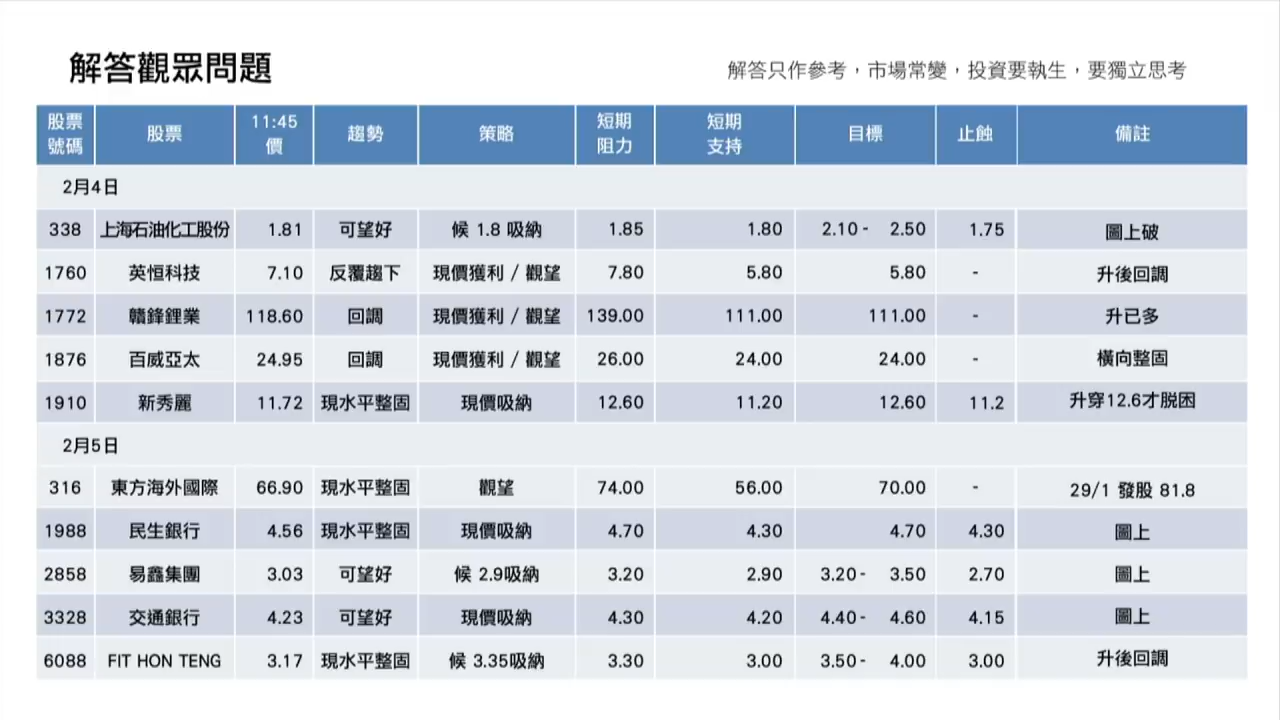 解答觀眾問題
解答只作參考，市場常變，投資要執生，要獨立思考
股票號碼 股票 11:45價 趨勢 策略 短期阻力 短期支持 目標 止蝕 備註
2月4日
338 上海石油化工股份 1.81 可望好 候 1.8 吸納 1.85 1.80 2.10 - 2.50 1.75 圖上破
1760 英恒科技 7.10 反覆趨下 現價獲利 / 觀望 7.80 5.80 5.80 - 升後回調
1772 贛鋒鋰業 118.60 回調 現價獲利 / 觀望 139.00 111.00 111.00 - 升已多
1876 百威亞太 24.95 回調 現價獲利 / 觀望 26.00 24.00 24.00 - 橫向整固
1910 新秀麗 11.72 現水平整固 現價吸納 12.60 11.20 12.60 11.2 升穿12.6才脱困
2月5日
316 東方海外國際 66.90 現水平整固 觀望 74.00 56.00 70.00 - 29/1 發股 81.8
1988 民生銀行 4.56 現水平整固 現價吸納 4.70 4.30 4.70 4.30 圖上
2858 易鑫集團 3.03 可望好 候 2.9吸納 3.20 2.90 3.20 - 3.50 2.70 圖上
3328 交通銀行 4.23 可望好 現價吸納 4.30 4.20 4.40 - 4.60 4.15 圖上
6088 FIT HON TENG 3.17 現水平整固 候 3.35吸納 3.30 3.00 3.50 - 4.00 3.00 升後回調